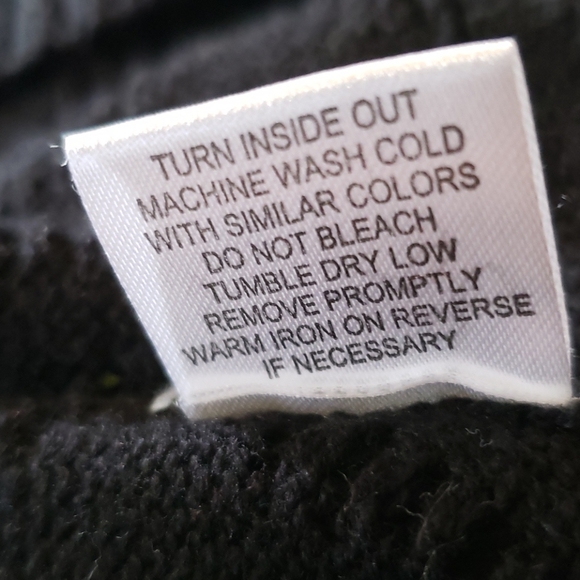 TURN INSIDE OUT
MACHINE WASH COLD
WITH SIMILAR COLORS
DO NOT BLEACH
TUMBLE DRY LOW
REMOVE PROMPTLY
WARM IRON ON REVERSE
IF NECESSARY